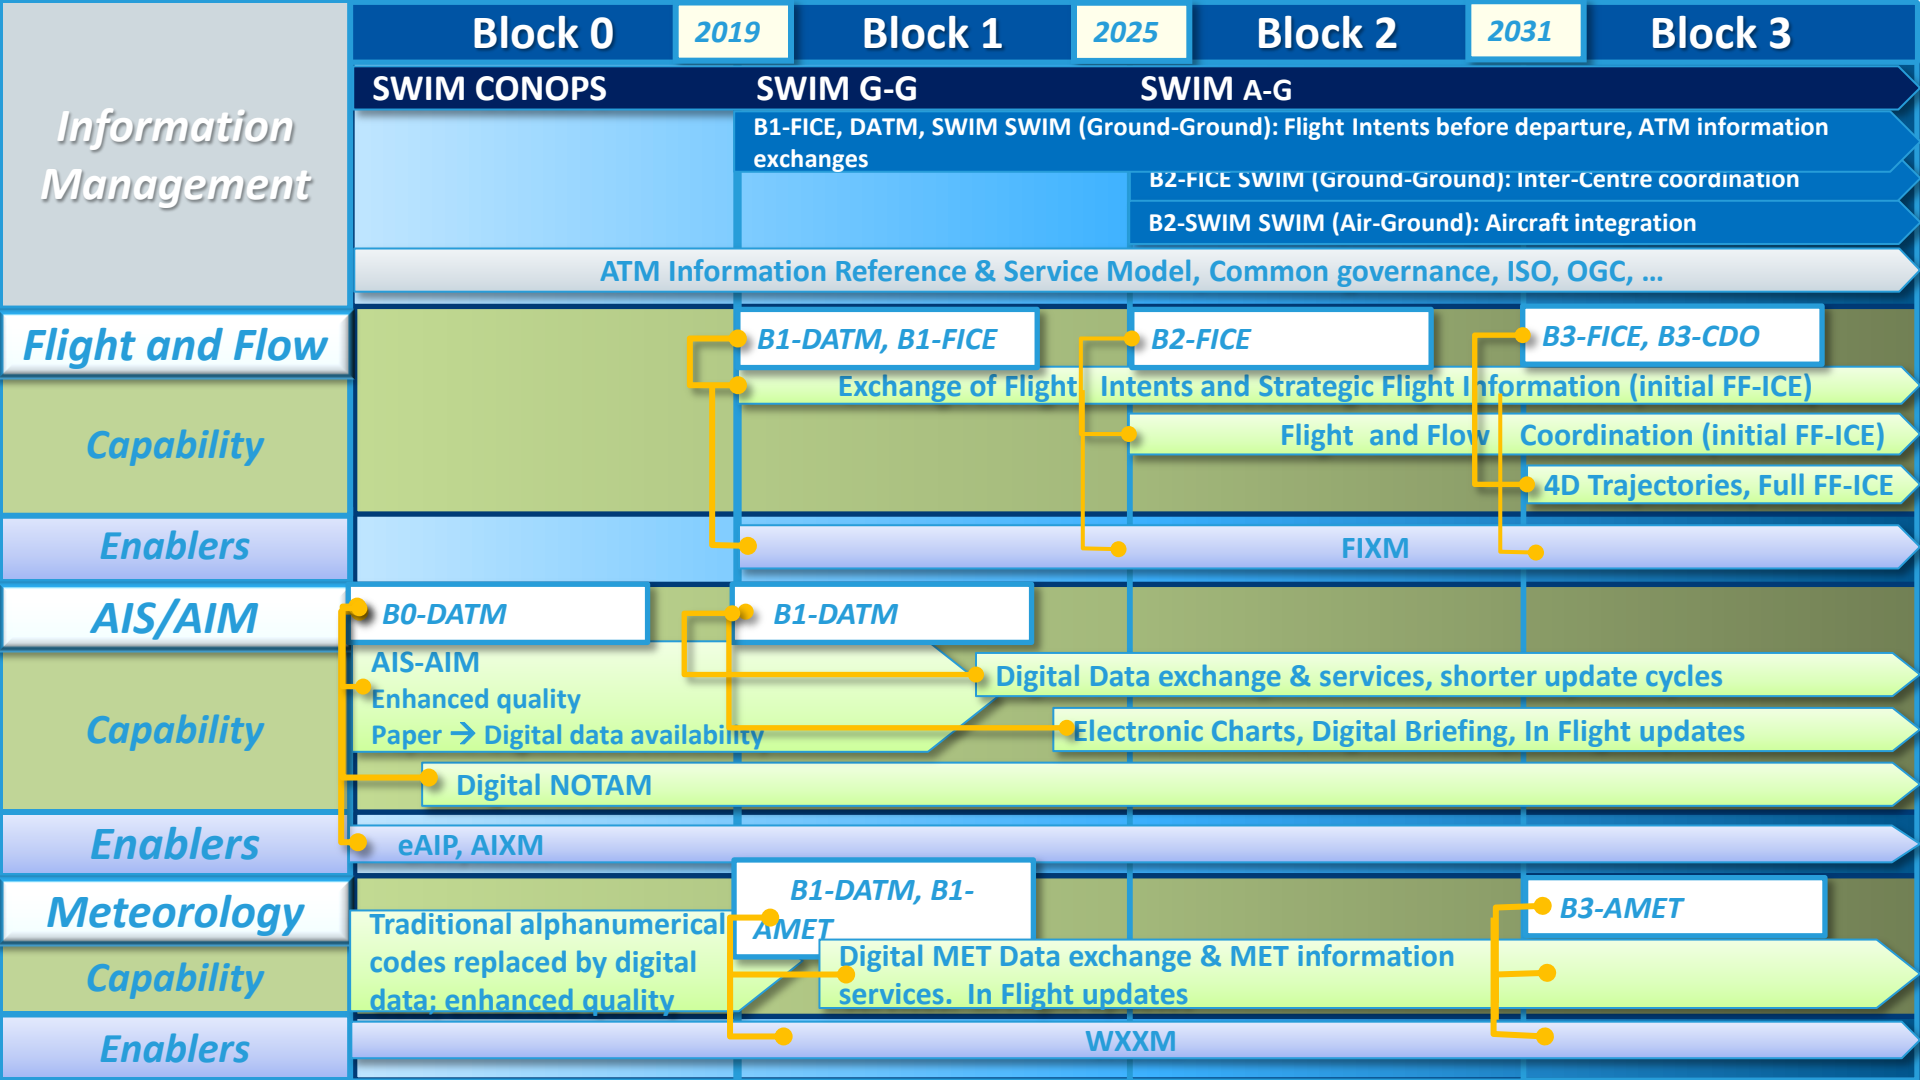 Block 0
2019
Block 1
2025
Block 2
2031
Block 3
Information
Management
SWIM CONOPS
SWIM G-G
SWIM A-G
B1-FICE, DATM, SWIM SWIM (Ground-Ground): Flight Intents before departure, ATM information
exchanges
B2-FICE SWIM (Ground-Ground): Inter-Centre coordination
B2-SWIM SWIM (Air-Ground): Aircraft integration
ATM Information Reference & Service Model, Common governance, ISO, OGC, ...
Flight and Flow
B1-DATM, B1-FICE
B2-FICE
B3-FICE, B3-CDO
Capability
Exchange of Flight Intents and Strategic Flight Information (initial FF-ICE)
Flight and Flow Coordination (initial FF-ICE)
4D Trajectories, Full FF-ICE
Enablers
FIXM
AIS/AIM
B0-DATM
B1-DATM
Capability
AIS-AIM
Enhanced quality
Paper → Digital data availability
Digital Data exchange & services, shorter update cycles
Electronic Charts, Digital Briefing, In Flight updates
Digital NOTAM
Enablers
eAIP, AIXM
Meteorology
B1-DATM, B1-
AMET
B3-AMET
Capability
Traditional alphanumerical
codes replaced by digital
data; enhanced quality
Digital MET Data exchange & MET information
services. In Flight updates
Enablers
WXXM